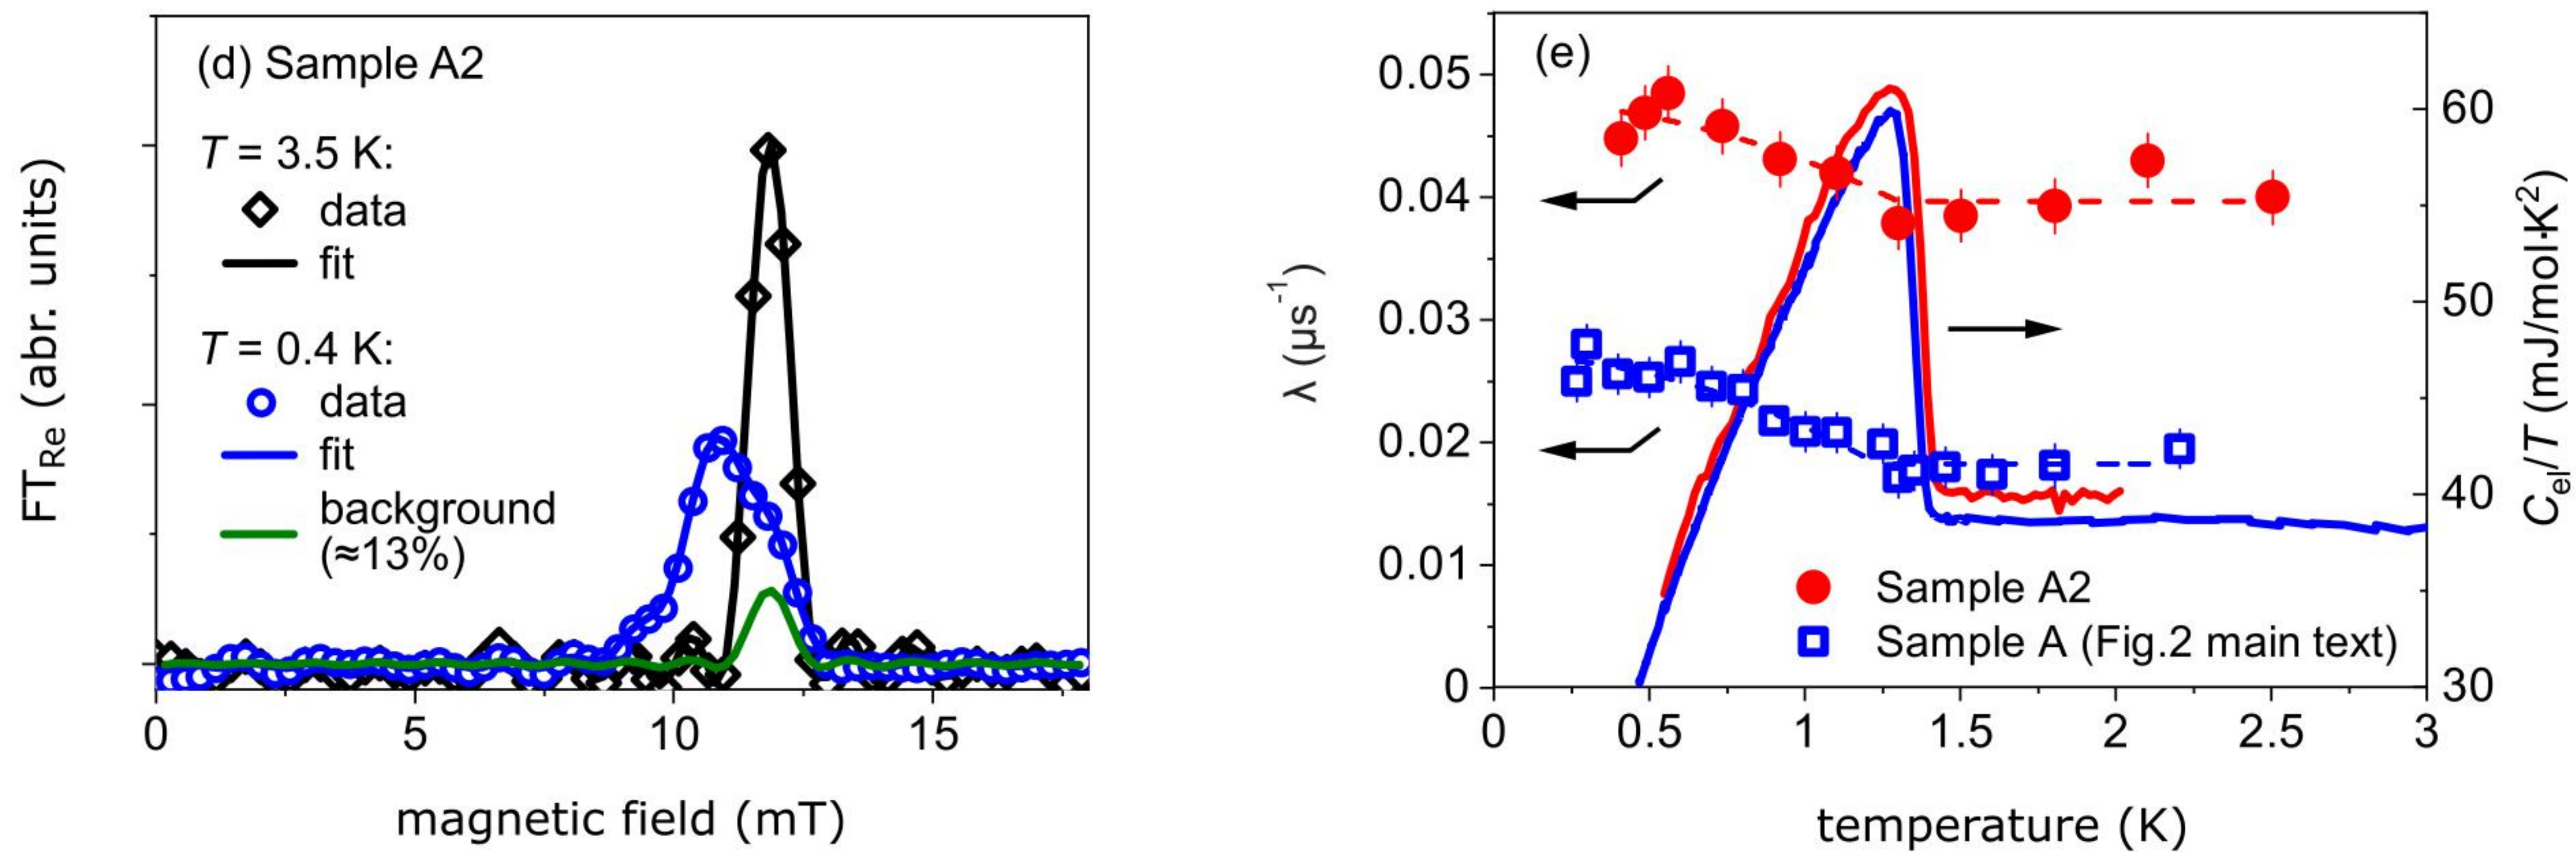 (d) Sample A2
T = 3.5 K:
data
fit
T = 0.4 K:
data
fit
background
(≈13%)
FTRe (abr. units)
0 5 10 15
magnetic field (mT)
(e)
0.05
0.04
0.03
0.02
0.01
0
λ (µs-1)
60
50
40
30
Cel/T (mJ/mol·K2)
Sample A2
Sample A (Fig.2 main text)
0 0.5 1 1.5 2 2.5 3
temperature (K)